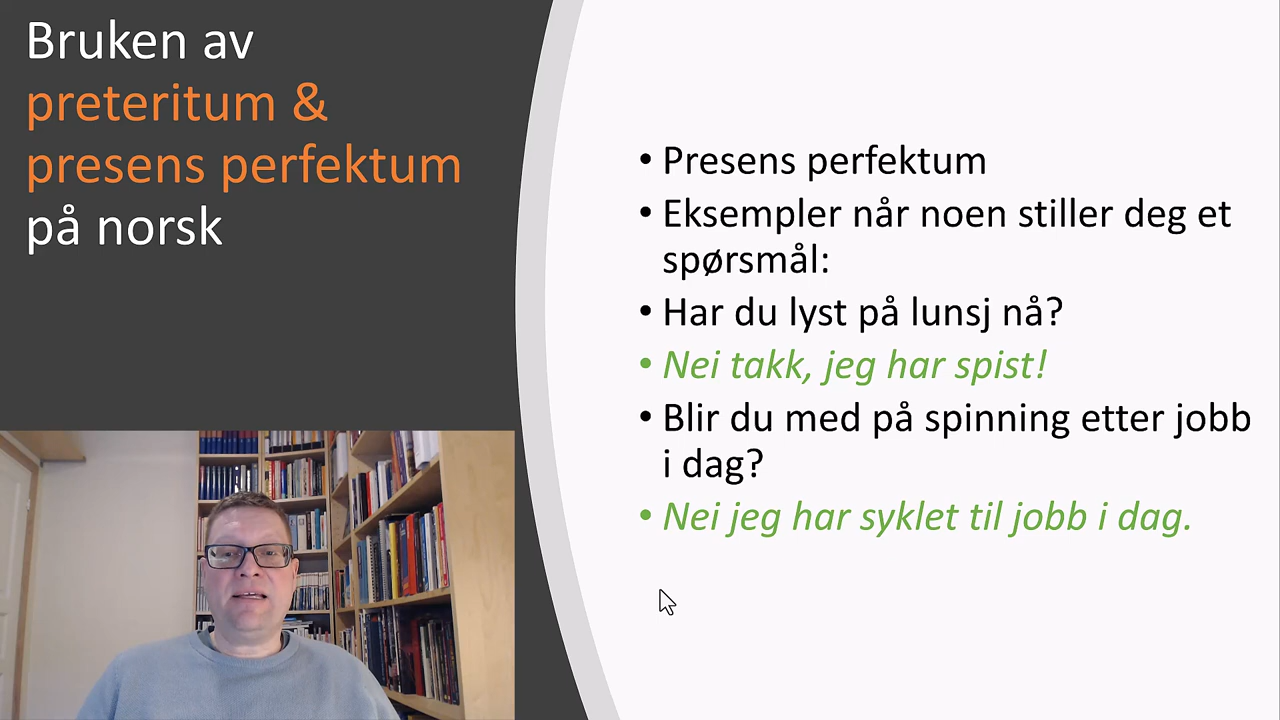 Bruken av
preteritum &
presens perfektum
på norsk
• Presens perfektum
• Eksempler når noen stiller deg et
spørsmål:
• Har du lyst på lunsj nå?
• Nei takk, jeg har spist!
• Blir du med på spinning etter jobb
i dag?
• Nei jeg har syklet til jobb i dag.